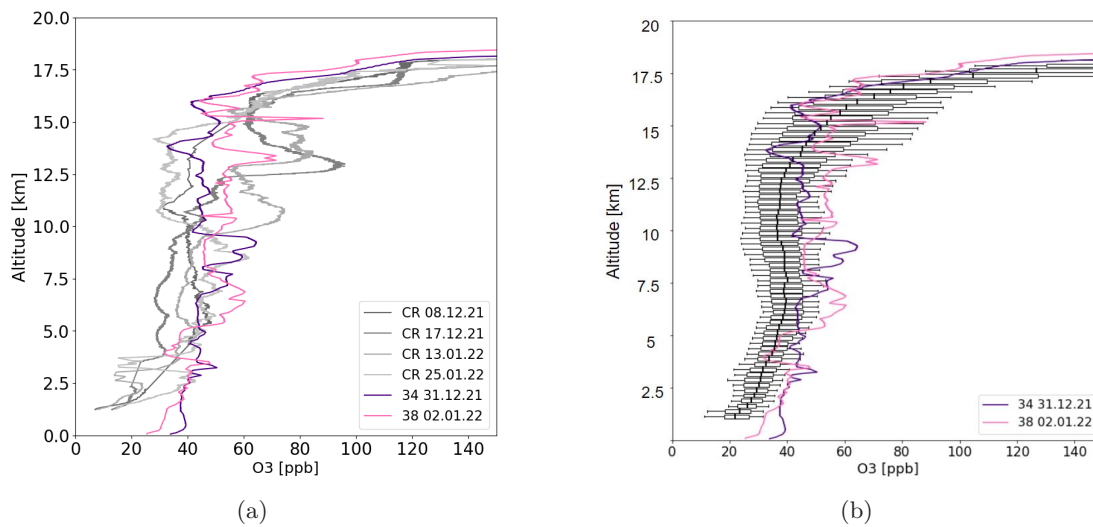 20.0
17.5
15.0
12.5
10.0
7.5
5.0
2.5
0.0
Altitude [km]
0 20 40 60 80 100 120 140
O3 [ppb]
CR 08.12.21
CR 17.12.21
CR 13.01.22
CR 25.01.22
34 31.12.21
38 02.01.22
(a)
20
17.5
15
12.5
10
7.5
5
2.5
Altitude [km]
0 20 40 60 80 100 120 140
O3 [ppb]
34 31.12.21
38 02.01.22
(b)